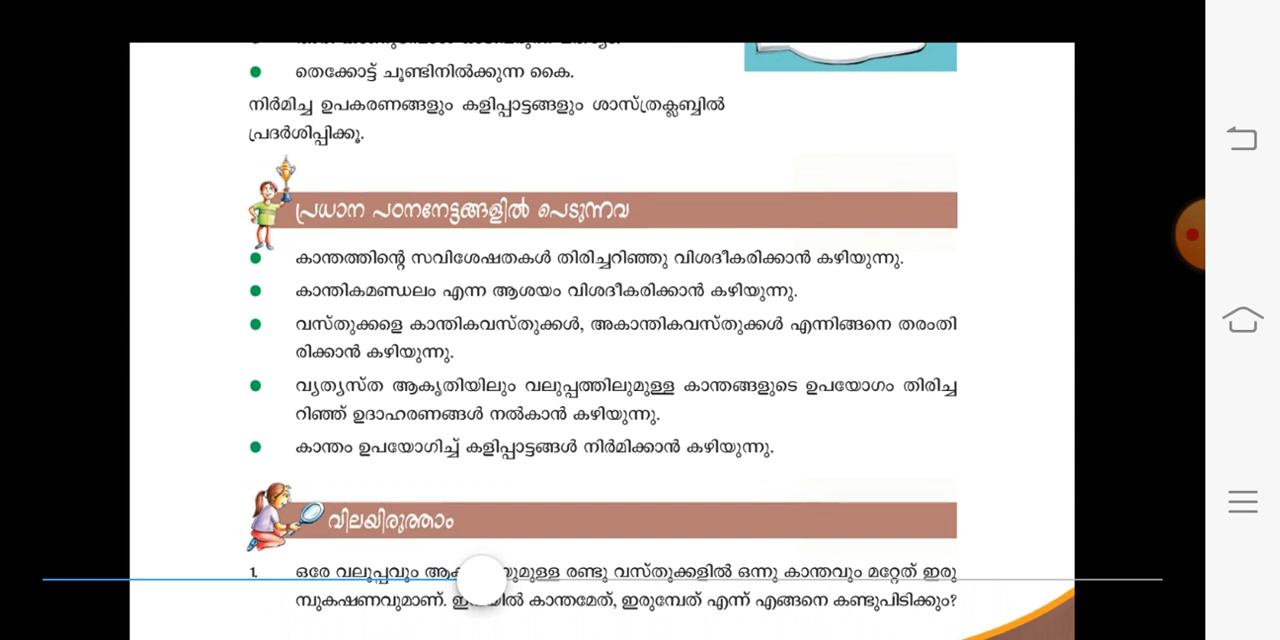 തെക്കോട്ട് ചൂണ്ടിനിൽക്കുന്ന കൈ.
നിർമിച്ച ഉപകരണങ്ങളും കളിപ്പാട്ടങ്ങളും ശാസ്ത്രക്ലബ്ബിൽ
പ്രദർശിപ്പിക്കൂ.
പ്രധാന പഠനനേട്ടങ്ങളിൽ പെടുന്നവ
കാന്തത്തിന്റെ സവിശേഷതകൾ തിരിച്ചറിഞ്ഞു വിശദീകരിക്കാൻ കഴിയുന്നു.
കാന്തികമണ്ഡലം എന്ന ആശയം വിശദീകരിക്കാൻ കഴിയുന്നു.
വസ്തുക്കളെ കാന്തികവസ്തുക്കൾ, അകാന്തികവസ്തുക്കൾ എന്നിങ്ങനെ തരംതി
രിക്കാൻ കഴിയുന്നു.
വ്യത്യസ്ത ആകൃതിയിലും വലുപ്പത്തിലുമുള്ള കാന്തങ്ങളുടെ ഉപയോഗം തിരിച്ച
റിഞ്ഞ് ഉദാഹരണങ്ങൾ നൽകാൻ കഴിയുന്നു.
കാന്തം ഉപയോഗിച്ച് കളിപ്പാട്ടങ്ങൾ നിർമിക്കാൻ കഴിയുന്നു.
വിലയിരുത്താം
1. ഒരേ വലുപ്പവും രണ്ടു വസ്തുക്കളിൽ ഒന്നു കാന്തവും മറ്റേത് ഇരു
മ്പുകഷണവുമാണ്. കാന്തമേത്, ഇരുമ്പേത് എന്ന് എങ്ങനെ കണ്ടുപിടിക്കും?